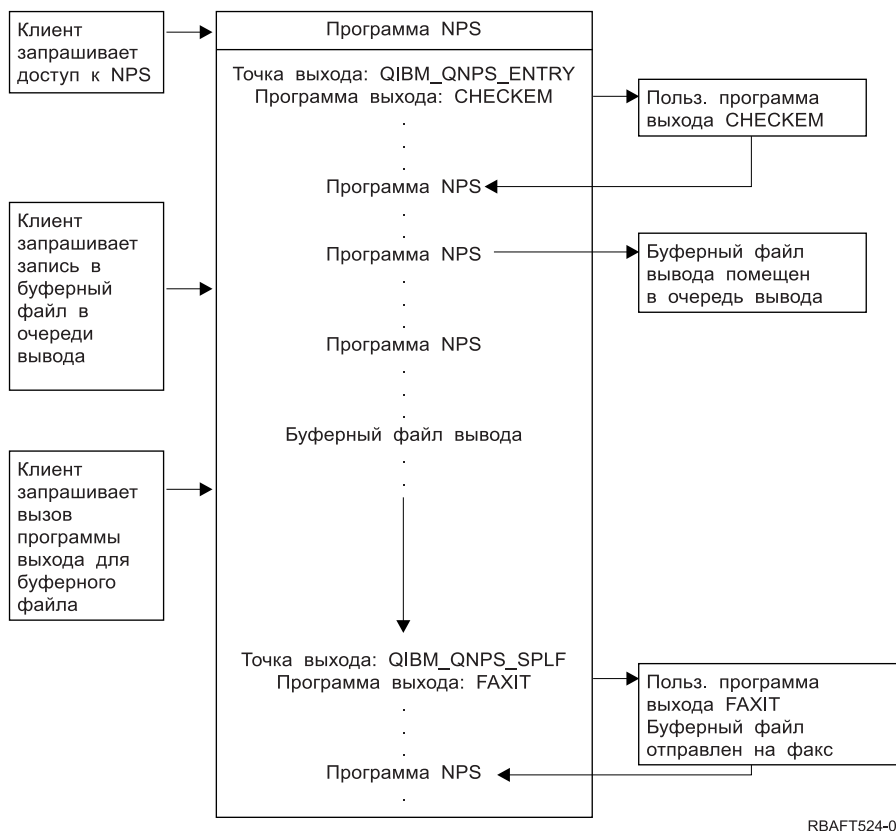 Клиент
запрашивает
доступ к NPS
Программа NPS
Точка выхода: QIBM_QNPS_ENTRY
Программа выхода: CHECKEM
Польз. программа
выхода CHECKEM
Программа NPS
Клиент
запрашивает
запись в
буферный
файл в
очереди
вывода
Программа NPS
Буферный файл
вывода помещен
в очередь вывода
Программа NPS
Буферный файл вывода
Клиент
запрашивает
вызов
программы
выхода для
буферного
файла
Точка выхода: QIBM_QNPS_SPLF
Программа выхода: FAXIT
Польз. программа
выхода FAXIT
Буферный файл
отправлен на факс
Программа NPS
RBAFT524-0